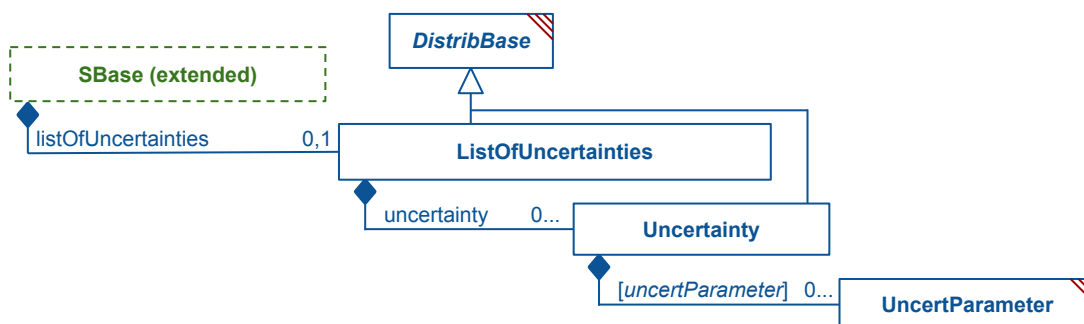 DistribBase
SBase (extended)
listOfUncertainties 0,1
ListOfUncertainties
uncertainty 0...
Uncertainty
[uncertParameter] 0...
UncertParameter